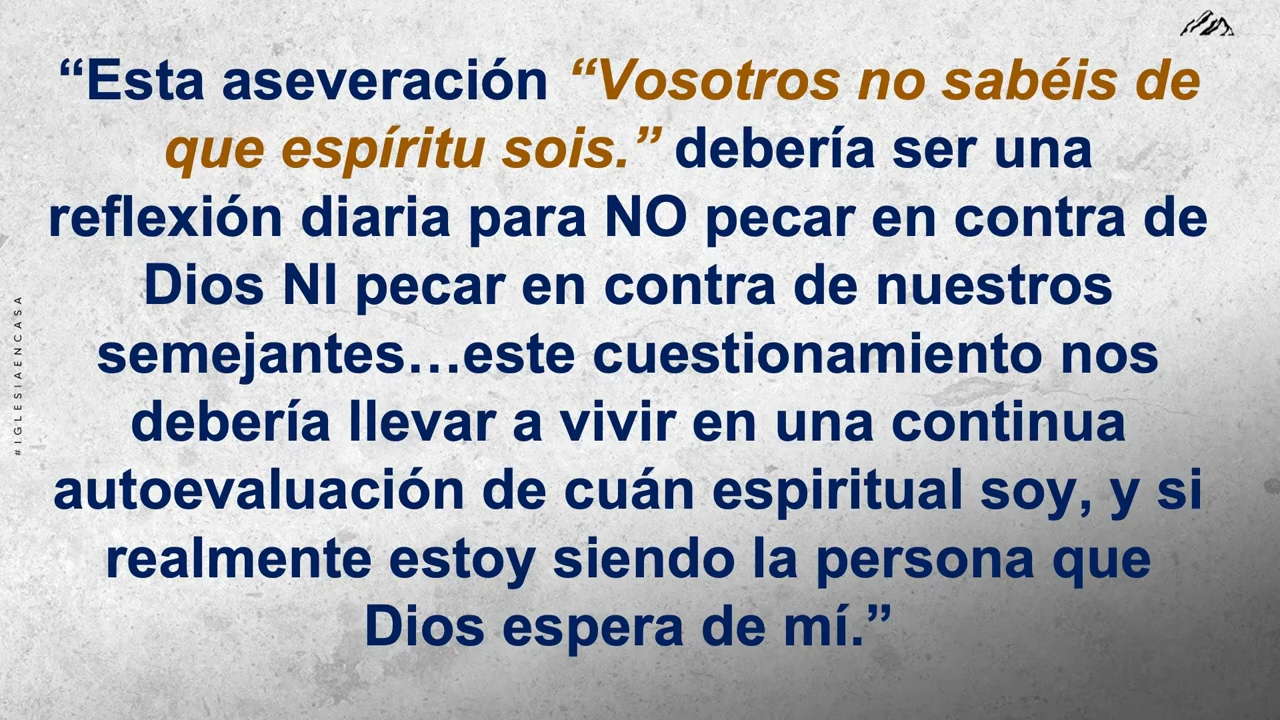 “Esta aseveración “Vosotros no sabéis de
que espíritu sois.” debería ser una
reflexión diaria para NO pecar en contra de
Dios NI pecar en contra de nuestros
semejantes…este cuestionamiento nos
debería llevar a vivir en una continua
autoevaluación de cuán espiritual soy, y si
realmente estoy siendo la persona que
Dios espera de mí.”
#IGLESIAENCASA